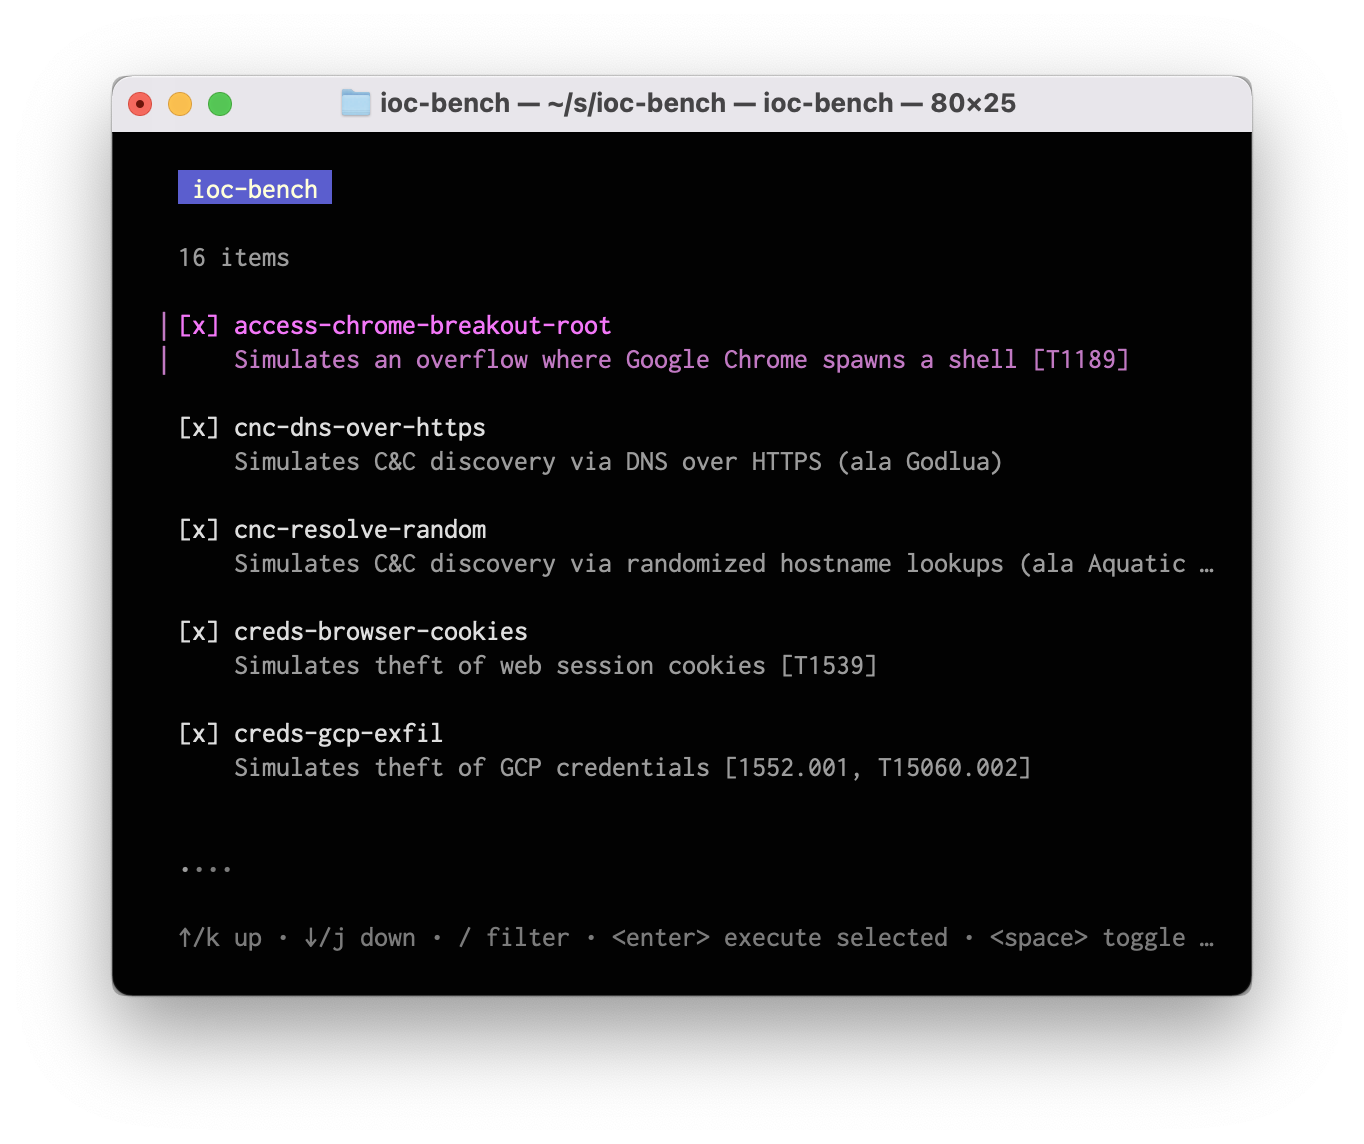 ioc-bench — ~/s/ioc-bench — ioc-bench — 80×25
ioc-bench
16 items
[x] access-chrome-breakout-root
Simulates an overflow where Google Chrome spawns a shell [T1189]
[x] cnc-dns-over-https
Simulates C&C discovery via DNS over HTTPS (ala Godlua)
[x] cnc-resolve-random
Simulates C&C discovery via randomized hostname lookups (ala Aquatic …
[x] creds-browser-cookies
Simulates theft of web session cookies [T1539]
[x] creds-gcp-exfil
Simulates theft of GCP credentials [1552.001, T15060.002]
••••
↑/k up • ↓/j down • / filter • <enter> execute selected • <space> toggle …